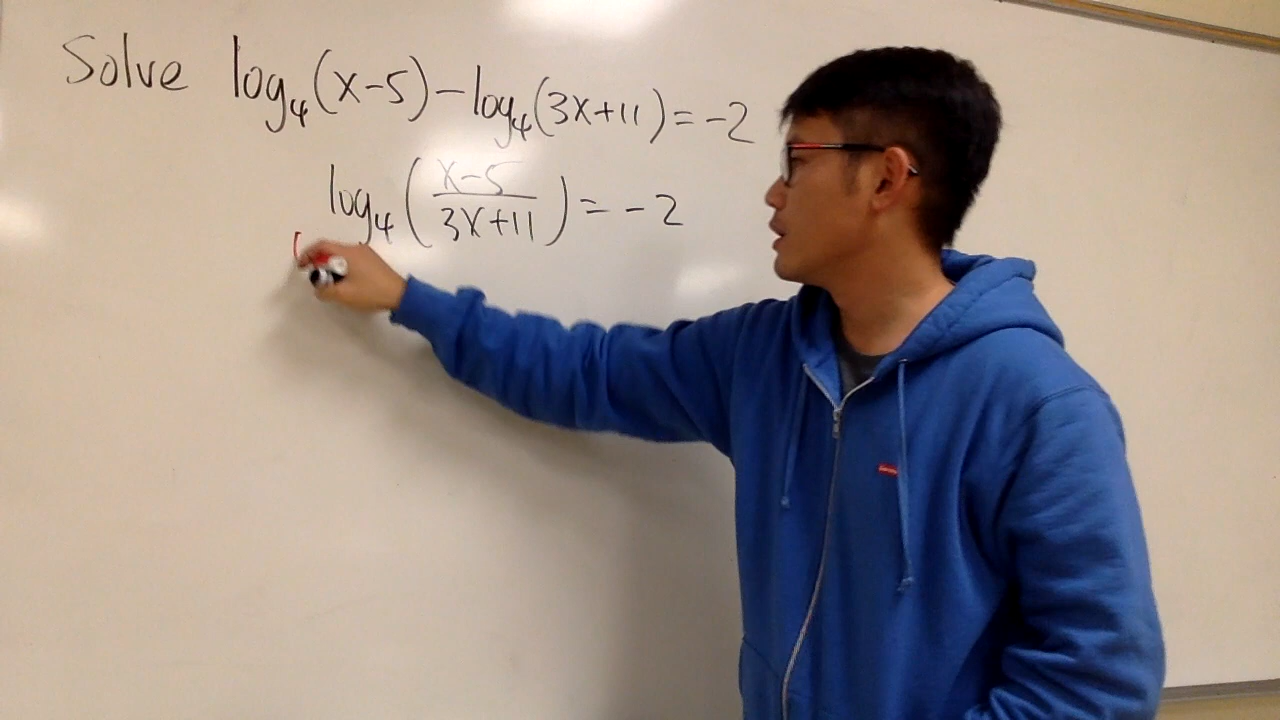 Solve log₄(x-5)-log₄(3x+11)=-2
log₄((x-5)/(3x+11))=-2